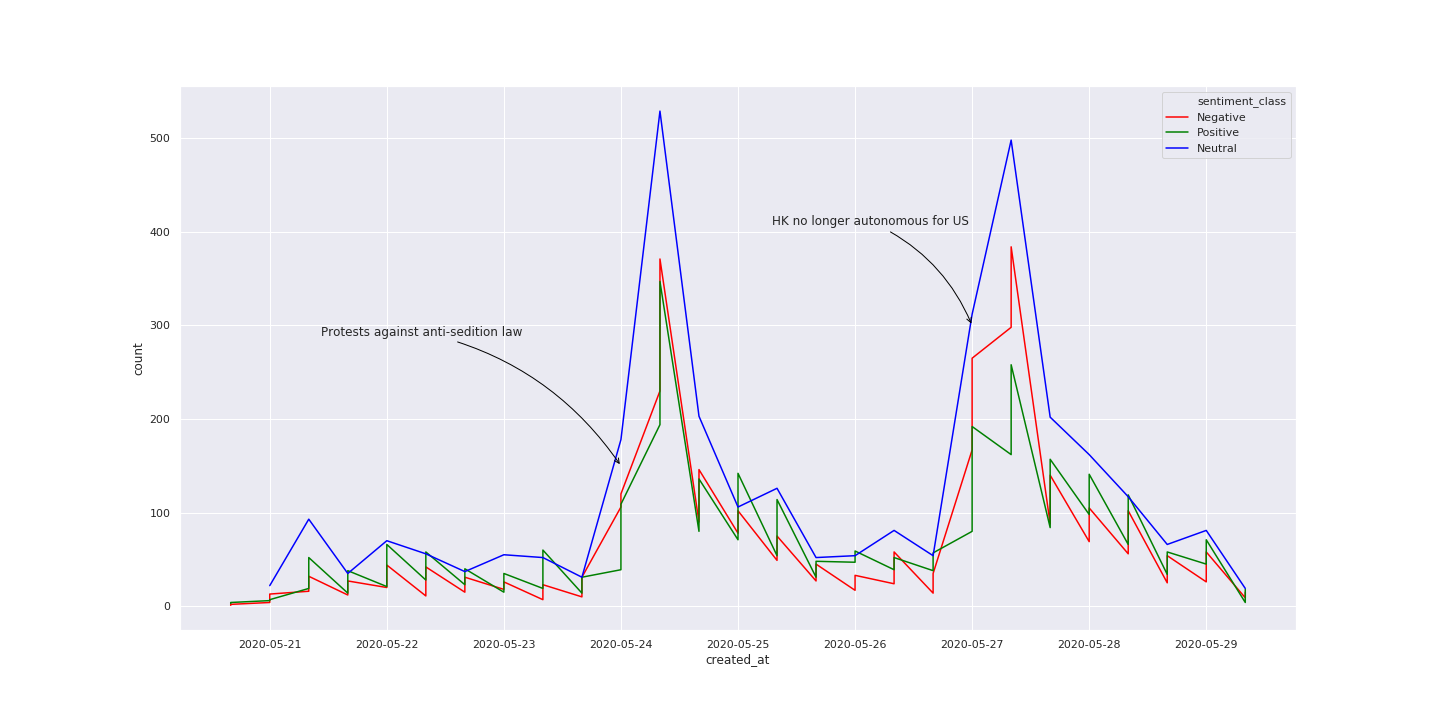 sentiment_class
Negative
Positive
Neutral
HK no longer autonomous for US
Protests against anti-sedition law
count
500
400
300
200
100
0
2020-05-21
2020-05-22
2020-05-23
2020-05-24
2020-05-25
2020-05-26
2020-05-27
2020-05-28
2020-05-29
created_at